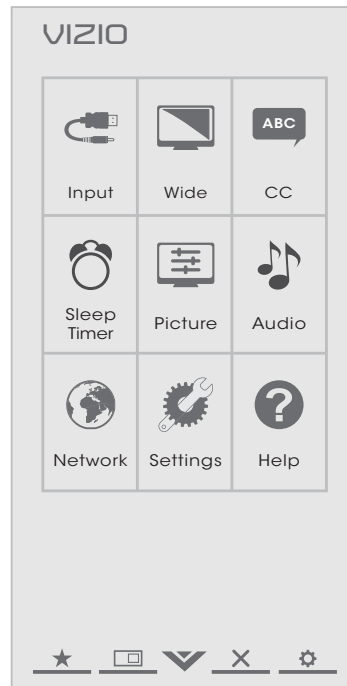 VIZIO
ABC
Input Wide CC
Sleep
Timer Picture Audio
Network Settings Help
?